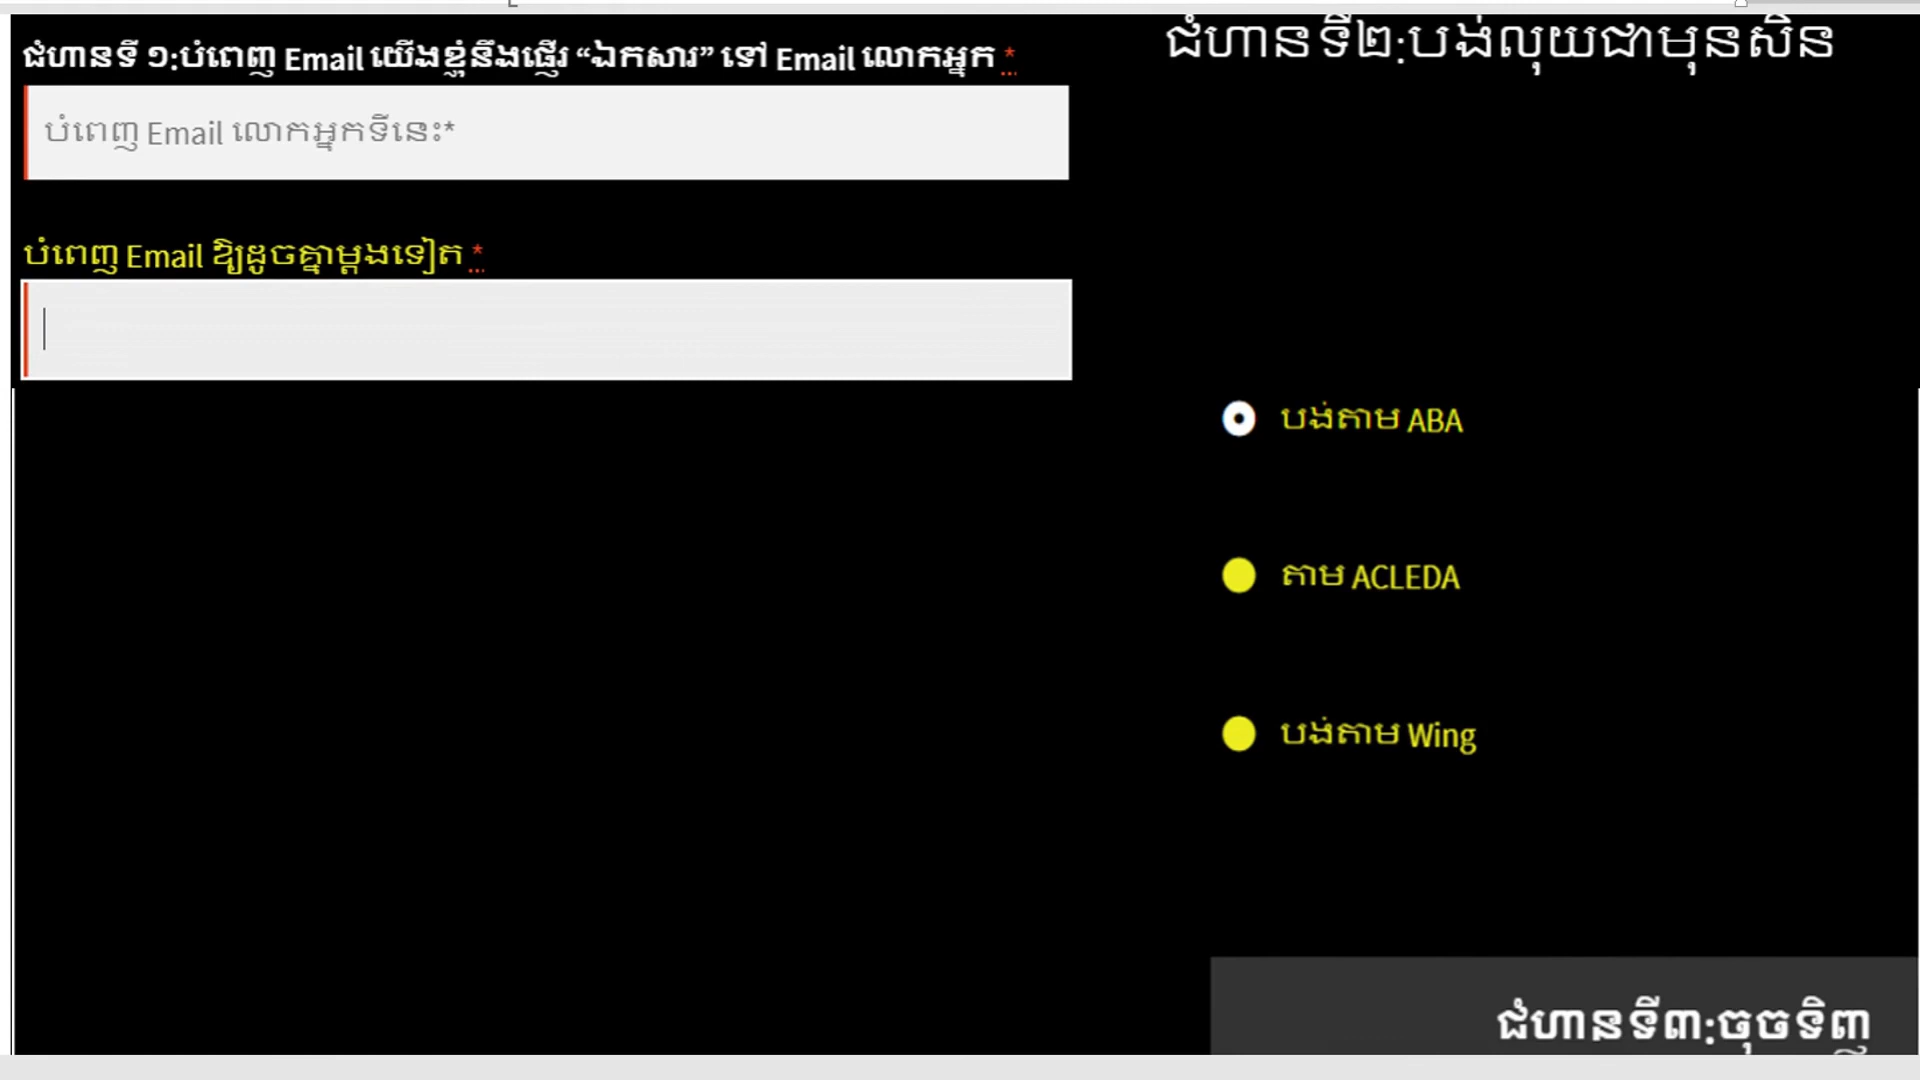 ជំហានទី ១:បំពេញ Email យើងខ្ញុំនឹងផ្ញើរ “ឯកសារ” ទៅ Email លោកអ្នក *
បំពេញ Email លោកអ្នកទីនេះ*
បំពេញ Email ឱ្យដូចគ្នាម្តងទៀត *
ជំហានទី២:បង់លុយជាមុនសិន
បង់តាម ABA
តាម ACLEDA
បង់តាម Wing
ជំហានទី៣:ចុចទិញ